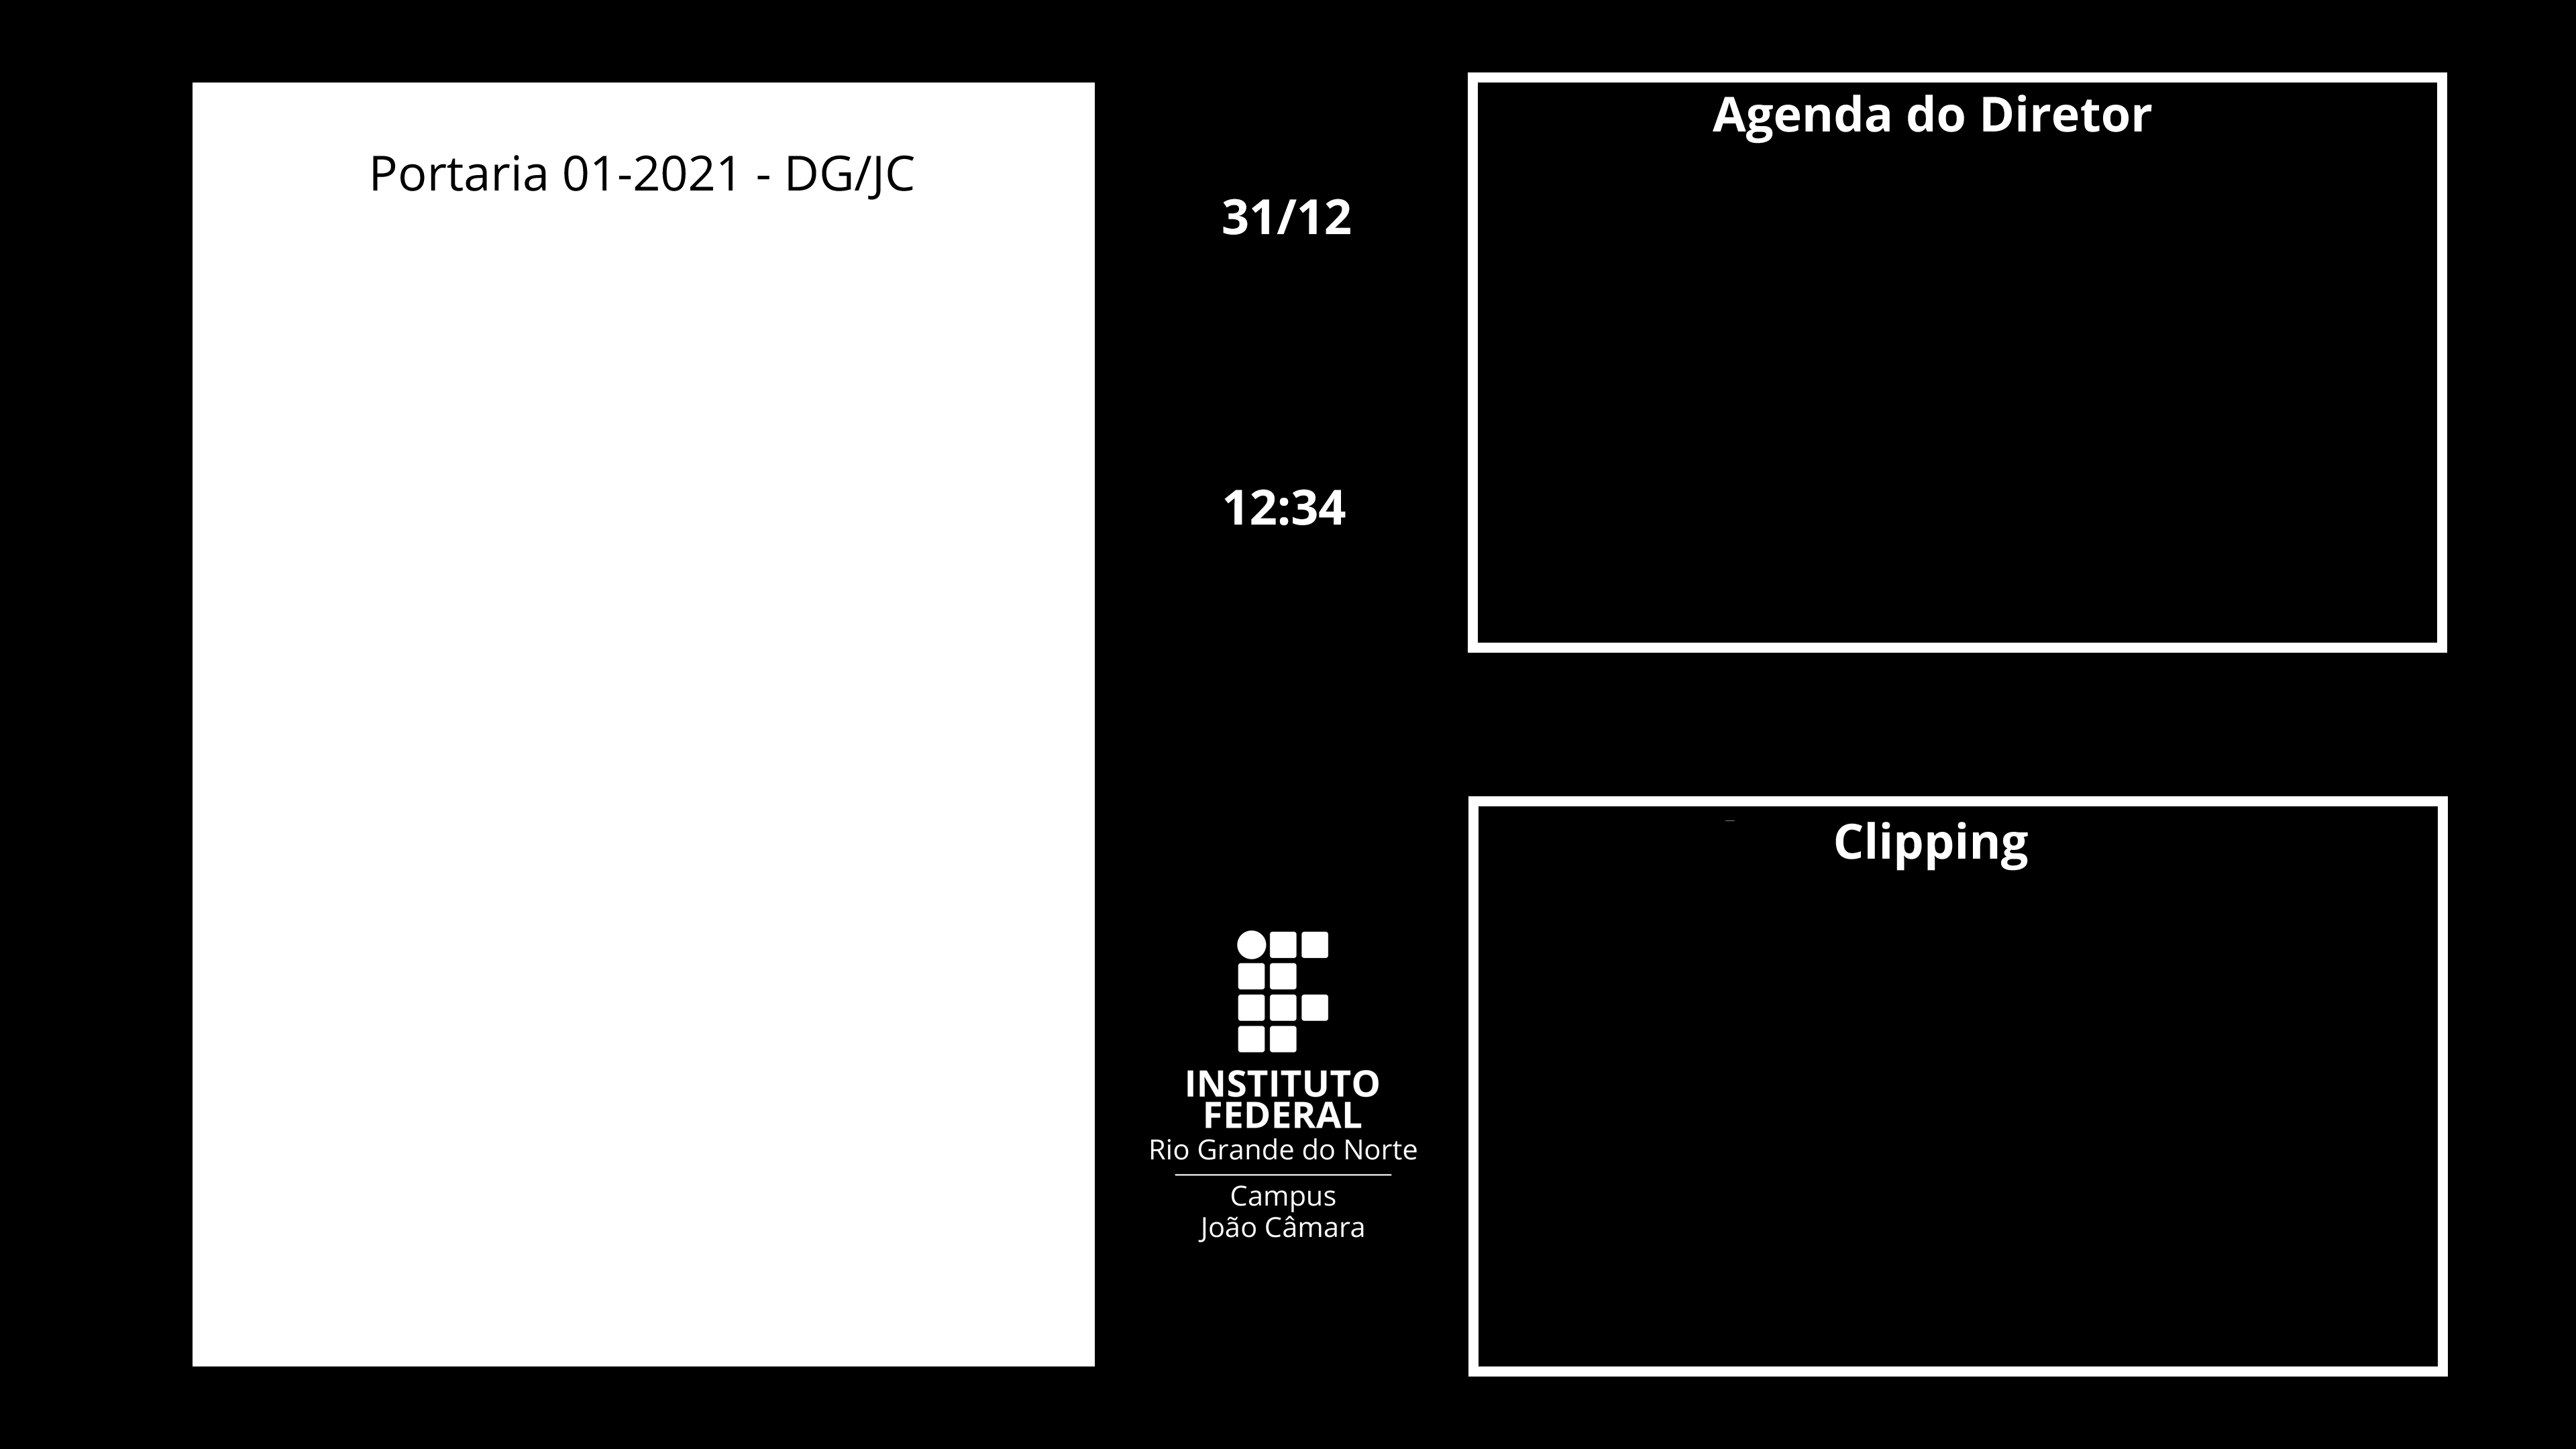 Portaria 01-2021 - DG/JC
31/12
12:34
INSTITUTO
FEDERAL
Rio Grande do Norte
Campus
João Câmara
Agenda do Diretor
Clipping